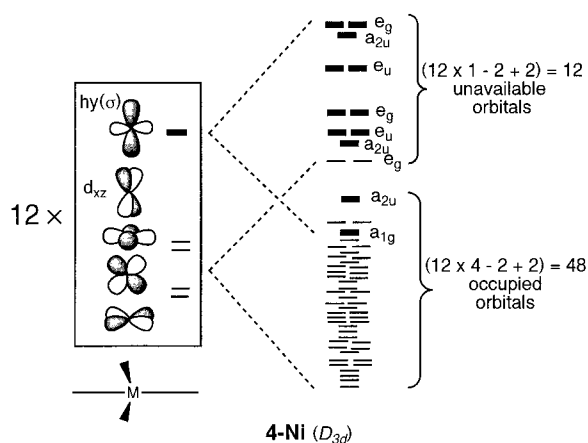 12 ×
hy(σ)
d_xz
M
e_g
a_2u
e_u
e_g
e_u
a_2u
e_g
a_2u
a_1g
(12 x 1 - 2 + 2) = 12
unavailable
orbitals
(12 x 4 - 2 + 2) = 48
occupied
orbitals
4-Ni (D_3d)